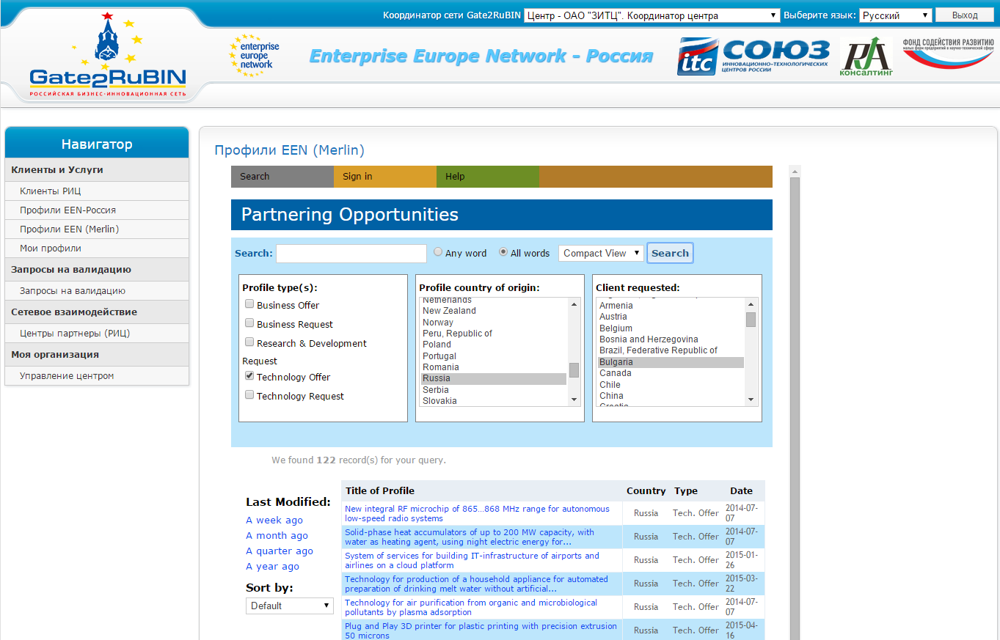 Координатор сети Gate2RuBIN Центр - ОАО "ЗИТЦ". Координатор центра Выберите язык: Русский Выход
Gate2RuBIN
РОССИЙСКАЯ БИЗНЕС-ИННОВАЦИОННАЯ СЕТЬ
enterprise
europe
network
Enterprise Europe Network - Россия
itc
СОЮЗ
ИННОВАЦИОННО-ТЕХНОЛОГИЧЕСКИХ
ЦЕНТРОВ РОССИИ
КОНСАЛТИНГ
ФОНД СОДЕЙСТВИЯ РАЗВИТИЮ
малых форм предприятий в научно-технической сфере
Навигатор
Клиенты и Услуги
Клиенты РИЦ
Профили EEN-Россия
Профили EEN (Merlin)
Мои профили
Запросы на валидацию
Запросы на валидацию
Сетевое взаимодействие
Центры партнеры (РИЦ)
Моя организация
Управление центром
Профили EEN (Merlin)
Search Sign in Help
Partnering Opportunities
Search: Any word All words Compact View Search
Profile type(s):
Business Offer
Business Request
Research & Development
Request
Technology Offer
Technology Request
Profile country of origin:
Netherlands
New Zealand
Norway
Peru, Republic of
Poland
Portugal
Romania
Russia
Serbia
Slovakia
Client requested:
Armenia
Austria
Belgium
Bosnia and Herzegovina
Brazil, Federative Republic of
Bulgaria
Canada
Chile
China
Croatia
We found 122 record(s) for your query.
Last Modified:
A week ago
A month ago
A quarter ago
A year ago
Sort by:
Default
Title of Profile Country Type Date
New integral RF microchip of 865...868 MHz range for autonomous
low-speed radio systems
Russia Tech. Offer 2014-07-
07
Solid-phase heat accumulators of up to 200 MW capacity, with
water as heating agent, using night electric energy for...
Russia Tech. Offer 2014-07-
07
System of services for building IT-infrastructure of airports and
airlines on a cloud platform
Russia Tech. Offer 2015-01-
26
Technology for production of a household appliance for automated
preparation of drinking melt water without artificial...
Russia Tech. Offer 2015-03-
22
Technology for air purification from organic and microbiological
pollutants by plasma adsorption
Russia Tech. Offer 2014-07-
07
Plug and Play 3D printer for plastic printing with precision extrusion
50 microns
Russia Tech. Offer 2015-04-
16